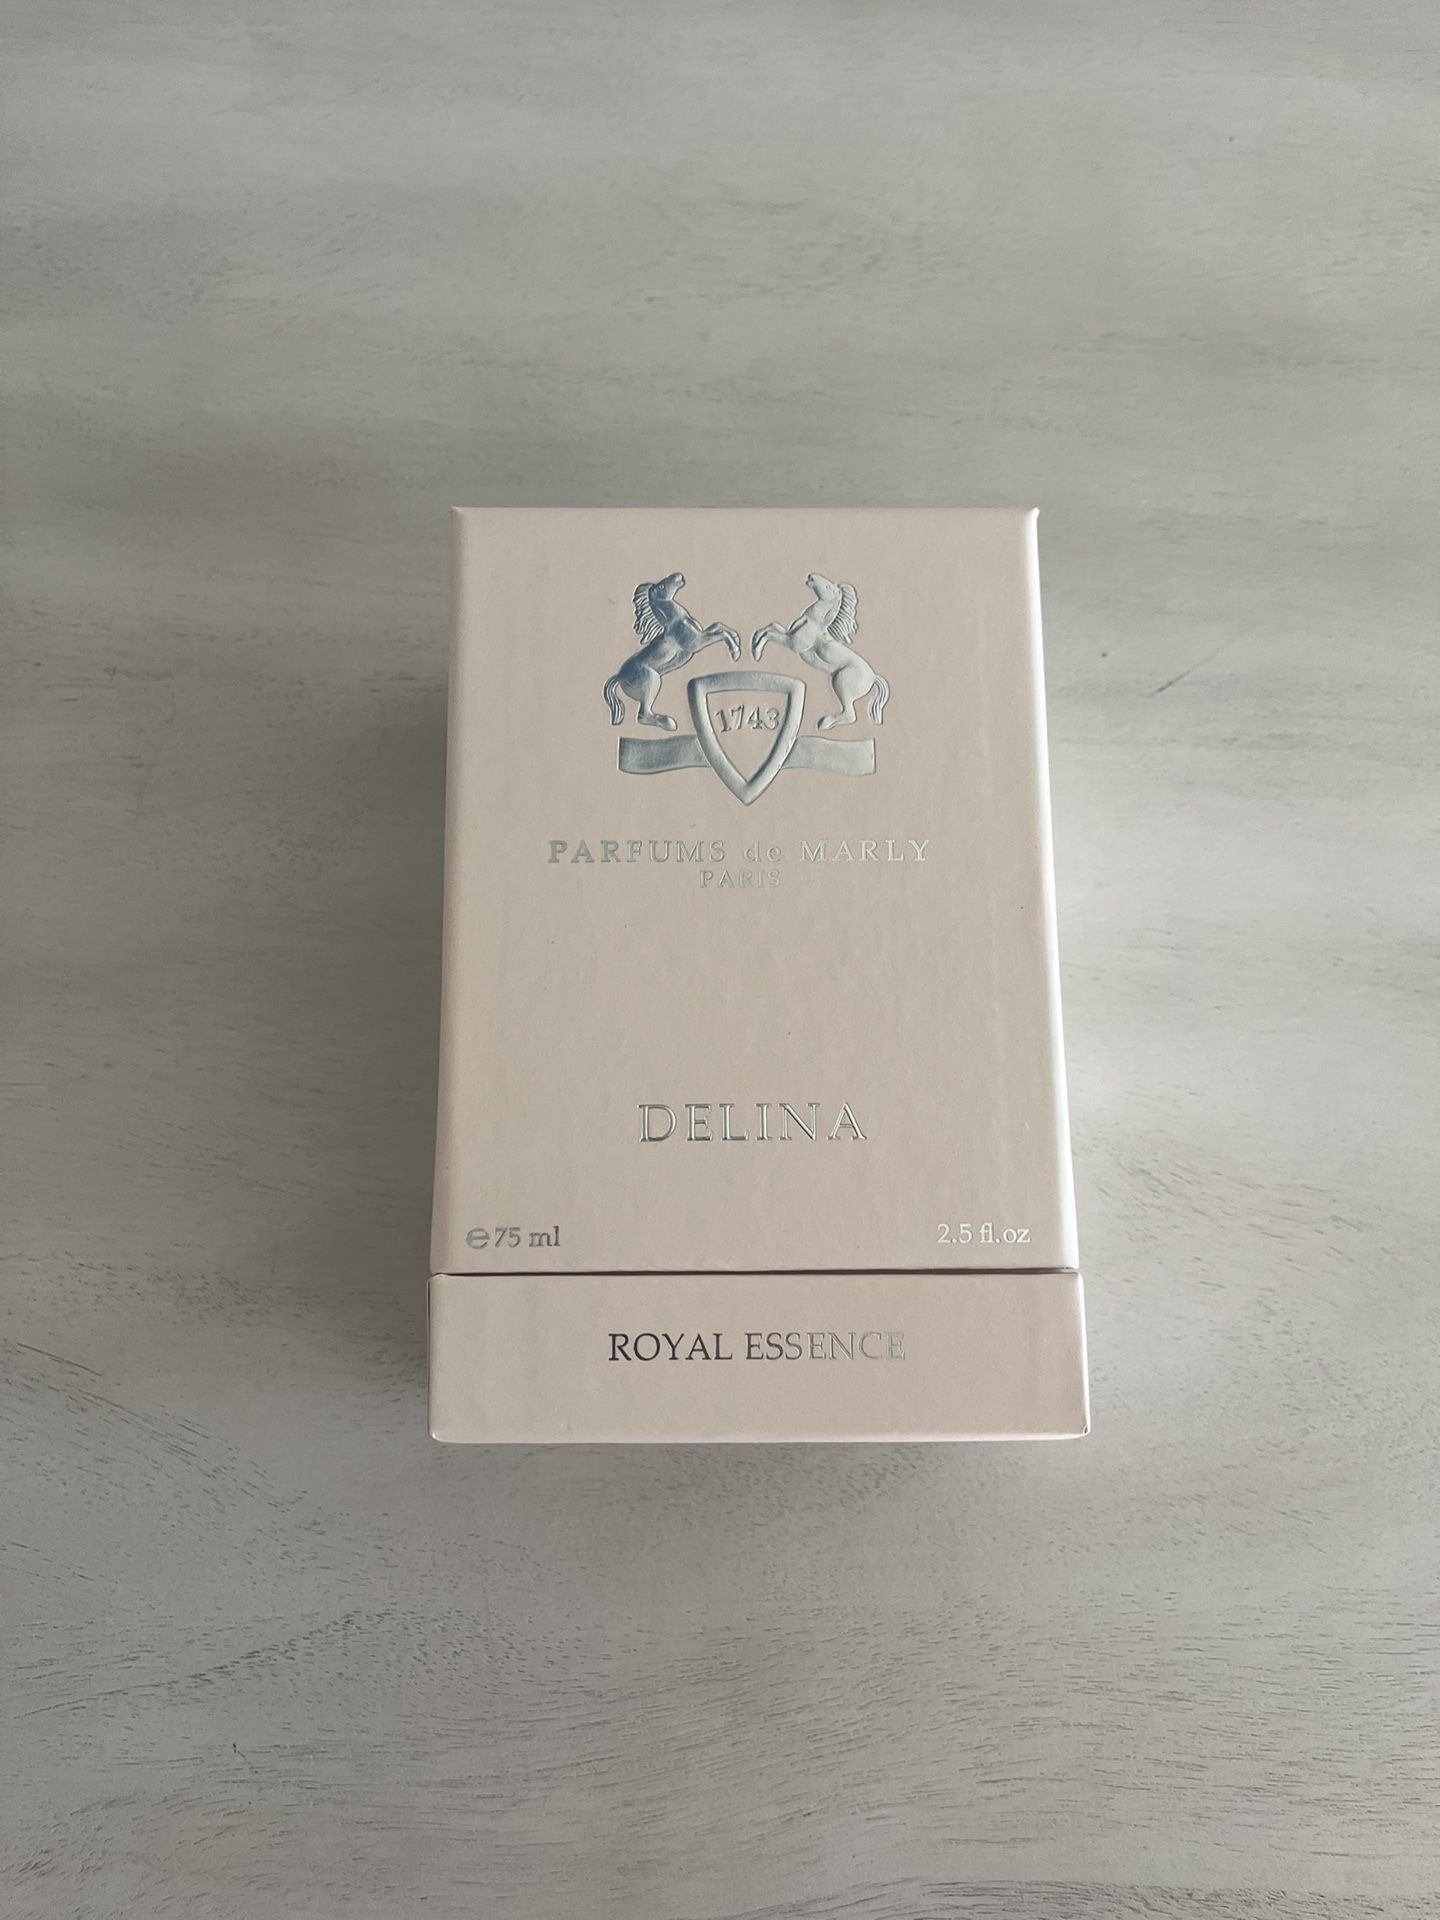 1743
PARFUMS de MARLY
PARIS
DELINA
℮75 ml 2.5 fl.oz
ROYAL ESSENCE